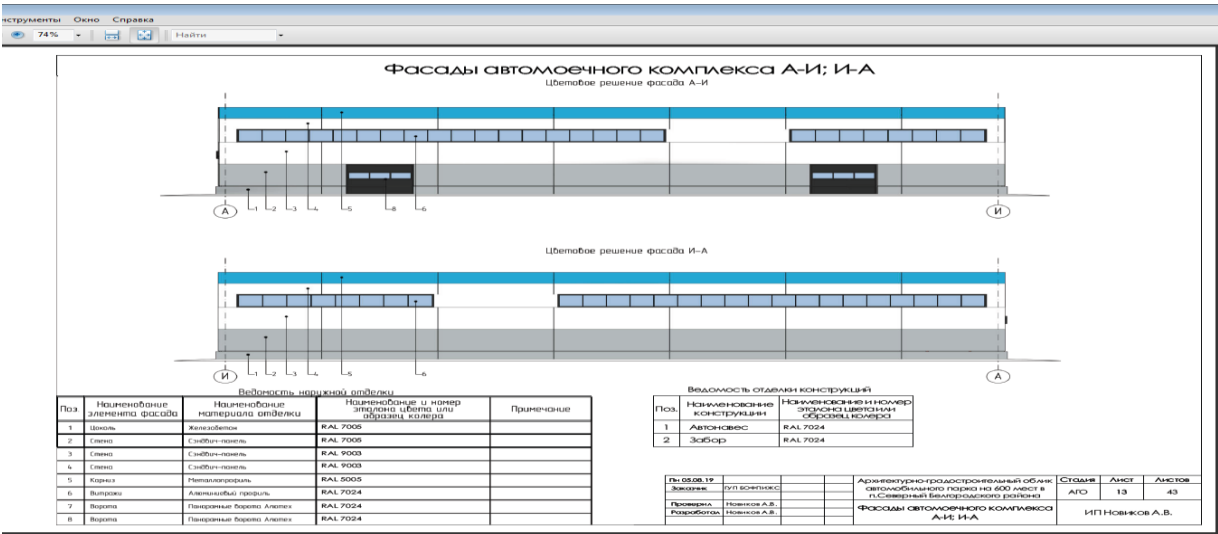 нструменты Окно Справка
74% Найти
Фасады автомоечного комплекса А-И; И-А
Цветовое решение фасада А-И
1 2 3 4 5 8 6
А И
Цветовое решение фасада И-А
1 2 3 4 5 6
И А
Ведомость наружной отделки
Поз. Наименование элемента фасада Наименование материала отделки Наименование и номер эталона цвета или образец колера Примечание
1 Цоколь Железобетон RAL 7005
2 Стена Сэндвич-панель RAL 7005
3 Стена Сэндвич-панель RAL 9003
4 Стена Сэндвич-панель RAL 9003
5 Карниз Металлопрофиль RAL 5005
6 Витражи Алюминиевый профиль RAL 7024
7 Ворота Панорамные ворота Алютех RAL 7024
8 Ворота Панорамные ворота Алютех RAL 7024
Ведомость отделки конструкций
Поз. Наименование конструкции Наименование и номер эталона цвета или образец колера
1 Автонавес RAL 7024
2 Забор RAL 7024
Пн 05.08.19
Заказчик ГУП
Проверил Новиков А.В.
Разработал Новиков А.В.
Архитектурно-градостроительный облик
автомобильного парка на 600 мест в
п.Северный Белгородского района
Фасады автомоечного комплекса
А-И; И-А
Стадия Лист Листов
АГО 13 43
ИП Новиков А.В.